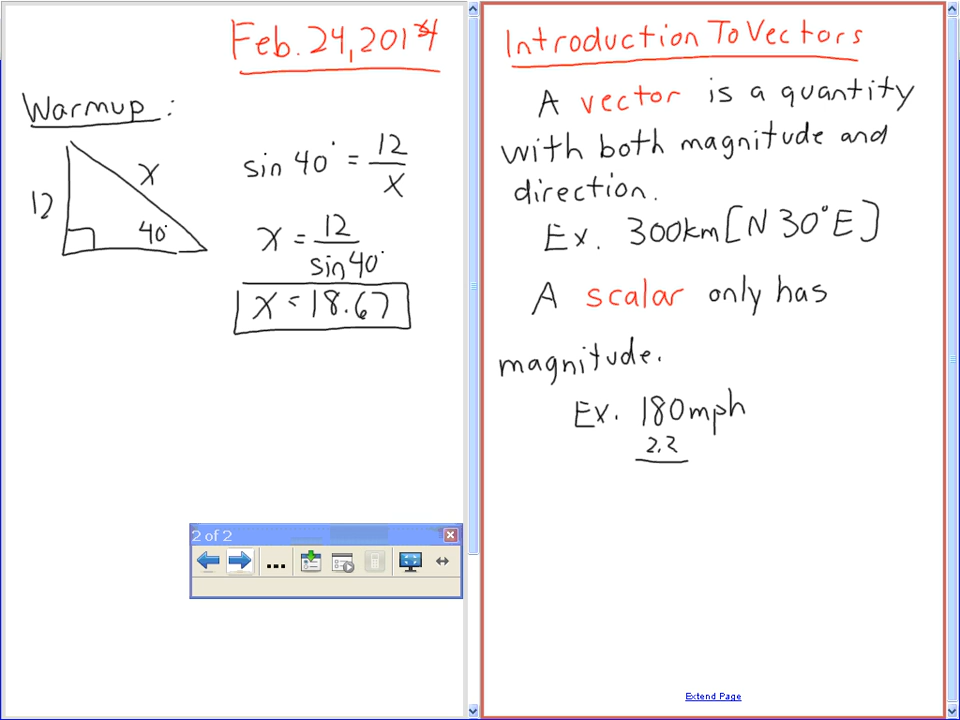 Feb. 24, 2014
Warmup :
x
12
40°
sin 40° = 12/x
x = 12/sin 40°
x = 18.67
2 of 2
...
Introduction To Vectors
A vector is a quantity
with both magnitude and
direction.
Ex. 300km [N 30° E]
A scalar only has
magnitude.
Ex. 180mph
2.2
Extend Page